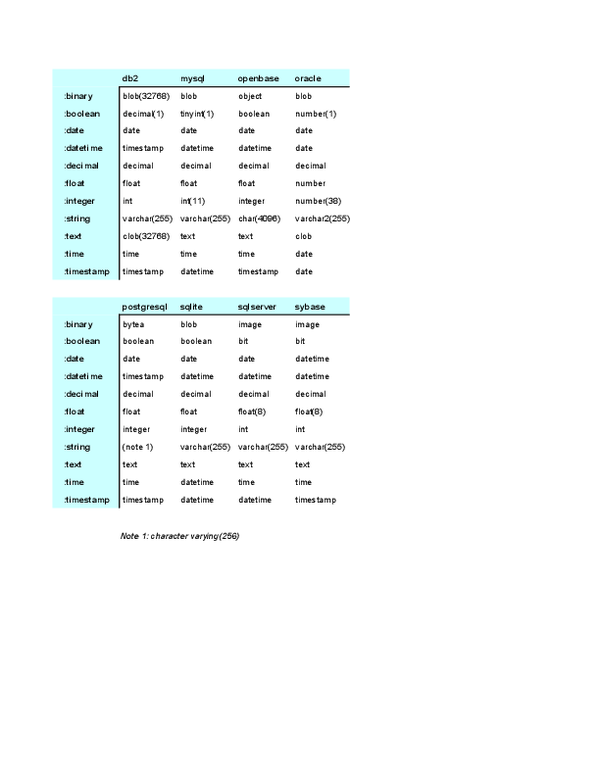 db2 mysql openbase oracle
:binary blob(32768) blob object blob
:boolean decimal(1) tinyint(1) boolean number(1)
:date date date date date
:datetime timestamp datetime datetime date
:decimal decimal decimal decimal decimal
:float float float float number
:integer int int(11) integer number(38)
:string varchar(255) varchar(255) char(4096) varchar2(255)
:text clob(32768) text text clob
:time time time time date
:timestamp timestamp datetime timestamp date
postgresql sqlite sqlserver sybase
:binary bytea blob image image
:boolean boolean boolean bit bit
:date date date date datetime
:datetime timestamp datetime datetime datetime
:decimal decimal decimal decimal decimal
:float float float float(8) float(8)
:integer integer integer int int
:string (note 1) varchar(255) varchar(255) varchar(255)
:text text text text text
:time time datetime time time
:timestamp timestamp datetime datetime timestamp
Note 1: character varying(256)